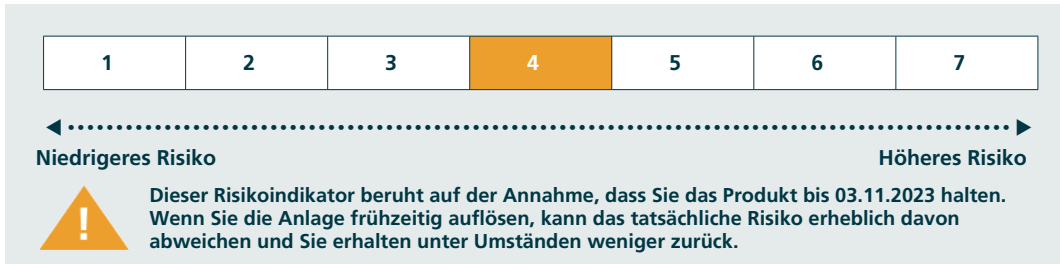 1 2 3 4 5 6 7
Niedrigeres Risiko Höheres Risiko
Dieser Risikoindikator beruht auf der Annahme, dass Sie das Produkt bis 03.11.2023 halten.
Wenn Sie die Anlage frühzeitig auflösen, kann das tatsächliche Risiko erheblich davon
abweichen und Sie erhalten unter Umständen weniger zurück.